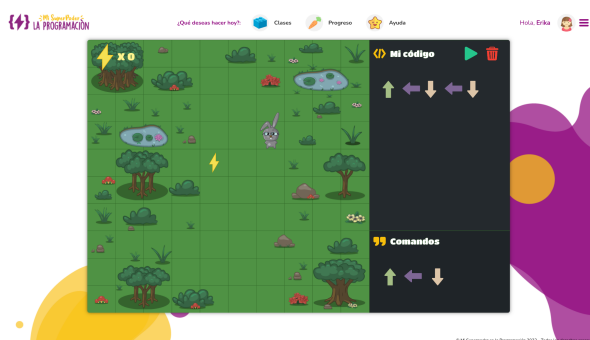 {⚡} ¡Mi SuperPoder es!
LA PROGRAMACIÓN
¿Qué deseas hacer hoy?:
Clases
Progreso
Ayuda
Hola, Erika
X 0
</> Mi código
Comandos